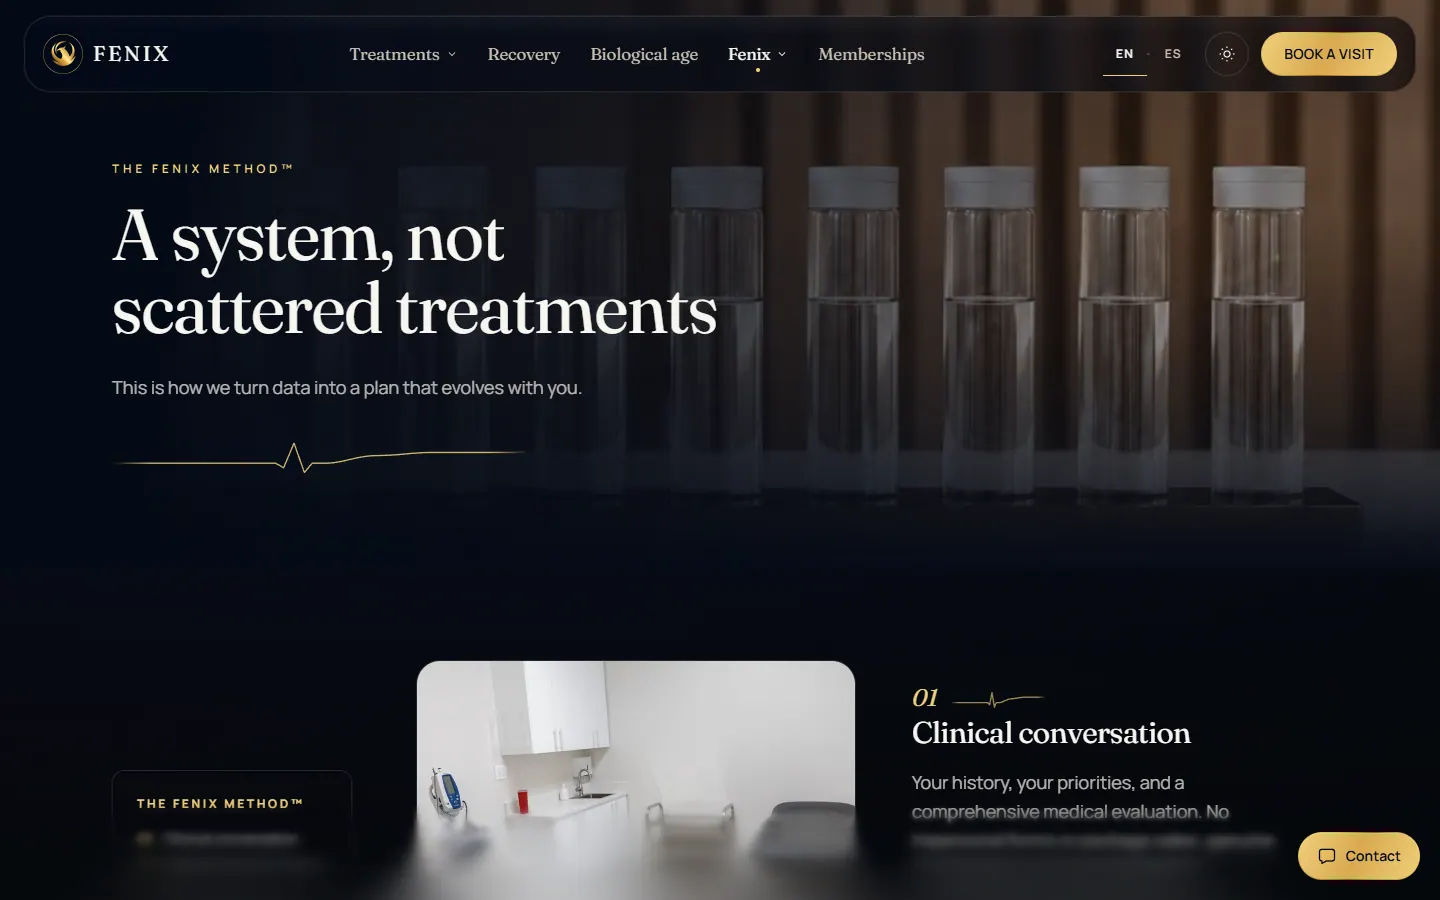 FENIX
Treatments
Recovery
Biological age
Fenix
Memberships
EN - ES
BOOK A VISIT
THE FENIX METHOD™
A system, not
scattered treatments
This is how we turn data into a plan that evolves with you.
01
Clinical conversation
Your history, your priorities, and a
comprehensive medical evaluation. No
THE FENIX METHOD™
Contact